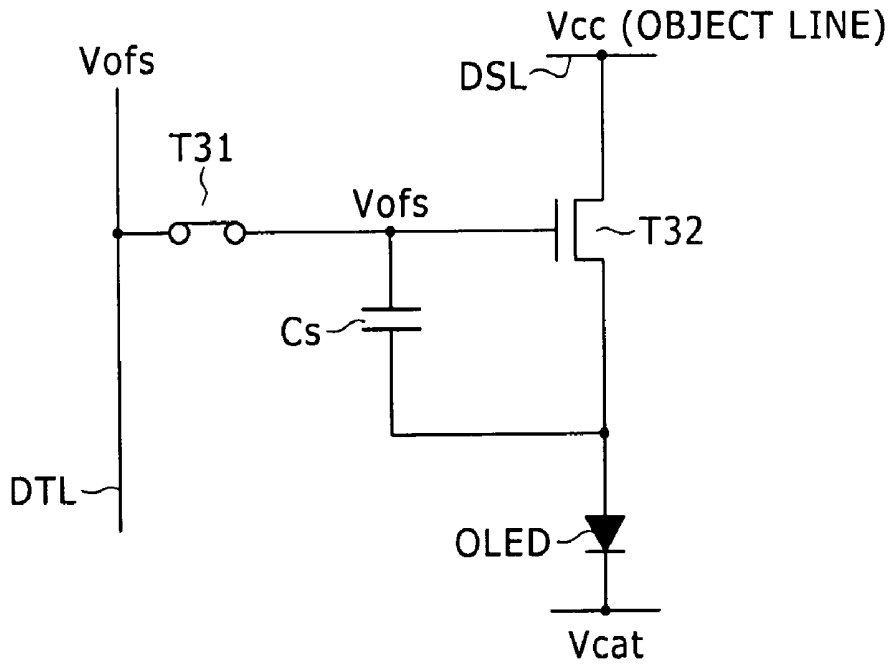 Vcc (OBJECT LINE)
Vofs
DSL
T31
Vofs
T32
Cs
DTL
OLED
Vcat